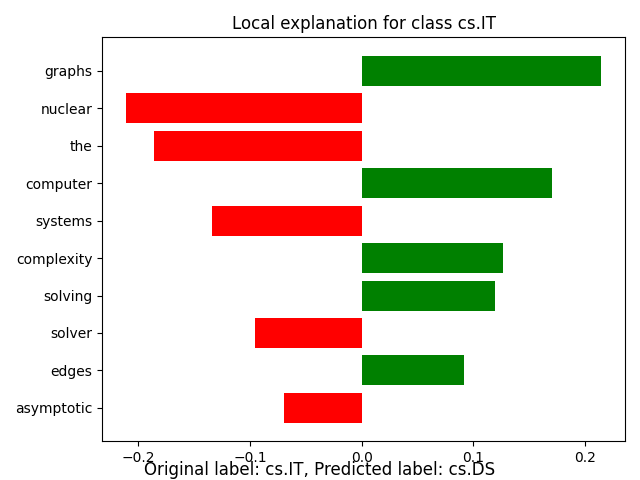 Local explanation for class cs.IT
graphs
nuclear
the
computer
systems
complexity
solving
solver
edges
asymptotic
−0.2 −0.1 0.0 0.1 0.2
Original label: cs.IT, Predicted label: cs.DS